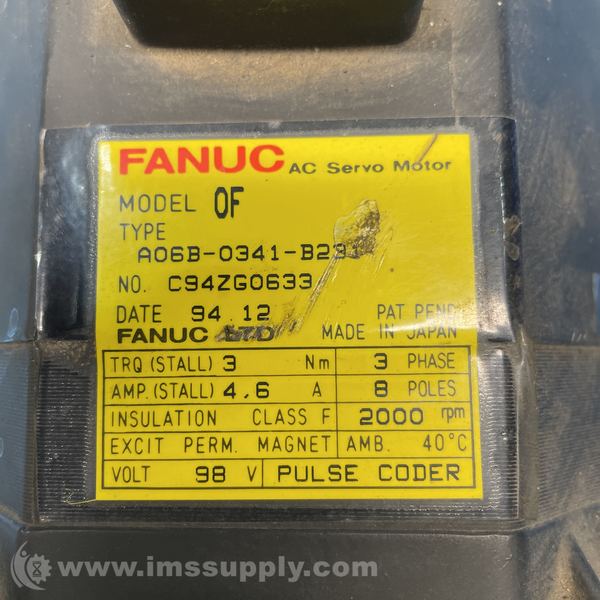 FANUC AC Servo Motor
MODEL 0F
TYPE
A06B-0341-B231
NO. C94ZG0633
DATE 94.12 PAT PEND
FANUC LTD MADE IN JAPAN
TRQ (STALL) 3 Nm 3 PHASE
AMP. (STALL) 4,6 A 8 POLES
INSULATION CLASS F 2000 rpm
EXCIT PERM. MAGNET AMB. 40°C
VOLT 98 V PULSE CODER
www.imssupply.com